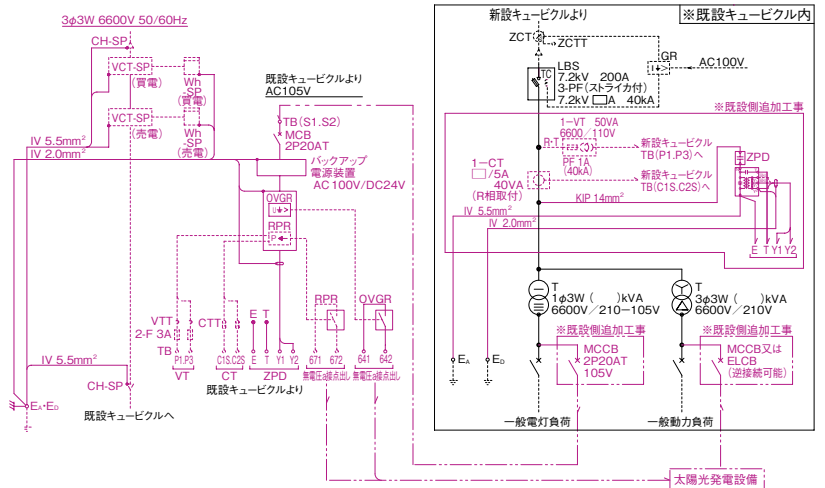 3φ3W 6600V 50/60Hz
CH-SP
VCT-SP
(買電)
Wh
-SP
(買電)
VCT-SP
(売電)
Wh
-SP
(売電)
IV 5.5mm²
IV 2.0mm²
既設キュービクルより
AC105V
TB(S1.S2)
MCB
2P20AT
バックアップ
電源装置
AC100V/DC24V
OVGR
U⏚>
RPR
P
VTT
2-F 3A
TB
P1.P3
VT
CTT
C1S.C2S
CT
E T
E T Y1 Y2
ZPD
RPR
671 672
無電圧a接点出し
OVGR
641 642
無電圧a接点出し
既設キュービクルより
IV 5.5mm²
CH-SP
EA・ED
既設キュービクルへ
新設キュービクルより
※既設キュービクル内
ZCT
ZCTT
GR
I⏚>
AC100V
LBS
7.2kV 200A
3-PF(ストライカ付)
7.2kV □A 40kA
TC
※既設側追加工事
1-VT 50VA
6600/110V
R・T
PF 1A
(40kA)
新設キュービクル
TB(P1.P3)へ
ZPD
1-CT
□/5A
40VA
(R相取付)
新設キュービクル
TB(C1S.C2S)へ
KIP 14mm²
IV 5.5mm²
IV 2.0mm²
E T Y1 Y2
T
1φ3W ( )kVA
6600V/210-105V
T
3φ3W ( )kVA
6600V/210V
※既設側追加工事
MCCB
2P20AT
105V
※既設側追加工事
MCCB又は
ELCB
(逆接続可能)
EA
ED
一般電灯負荷
一般動力負荷
太陽光発電設備